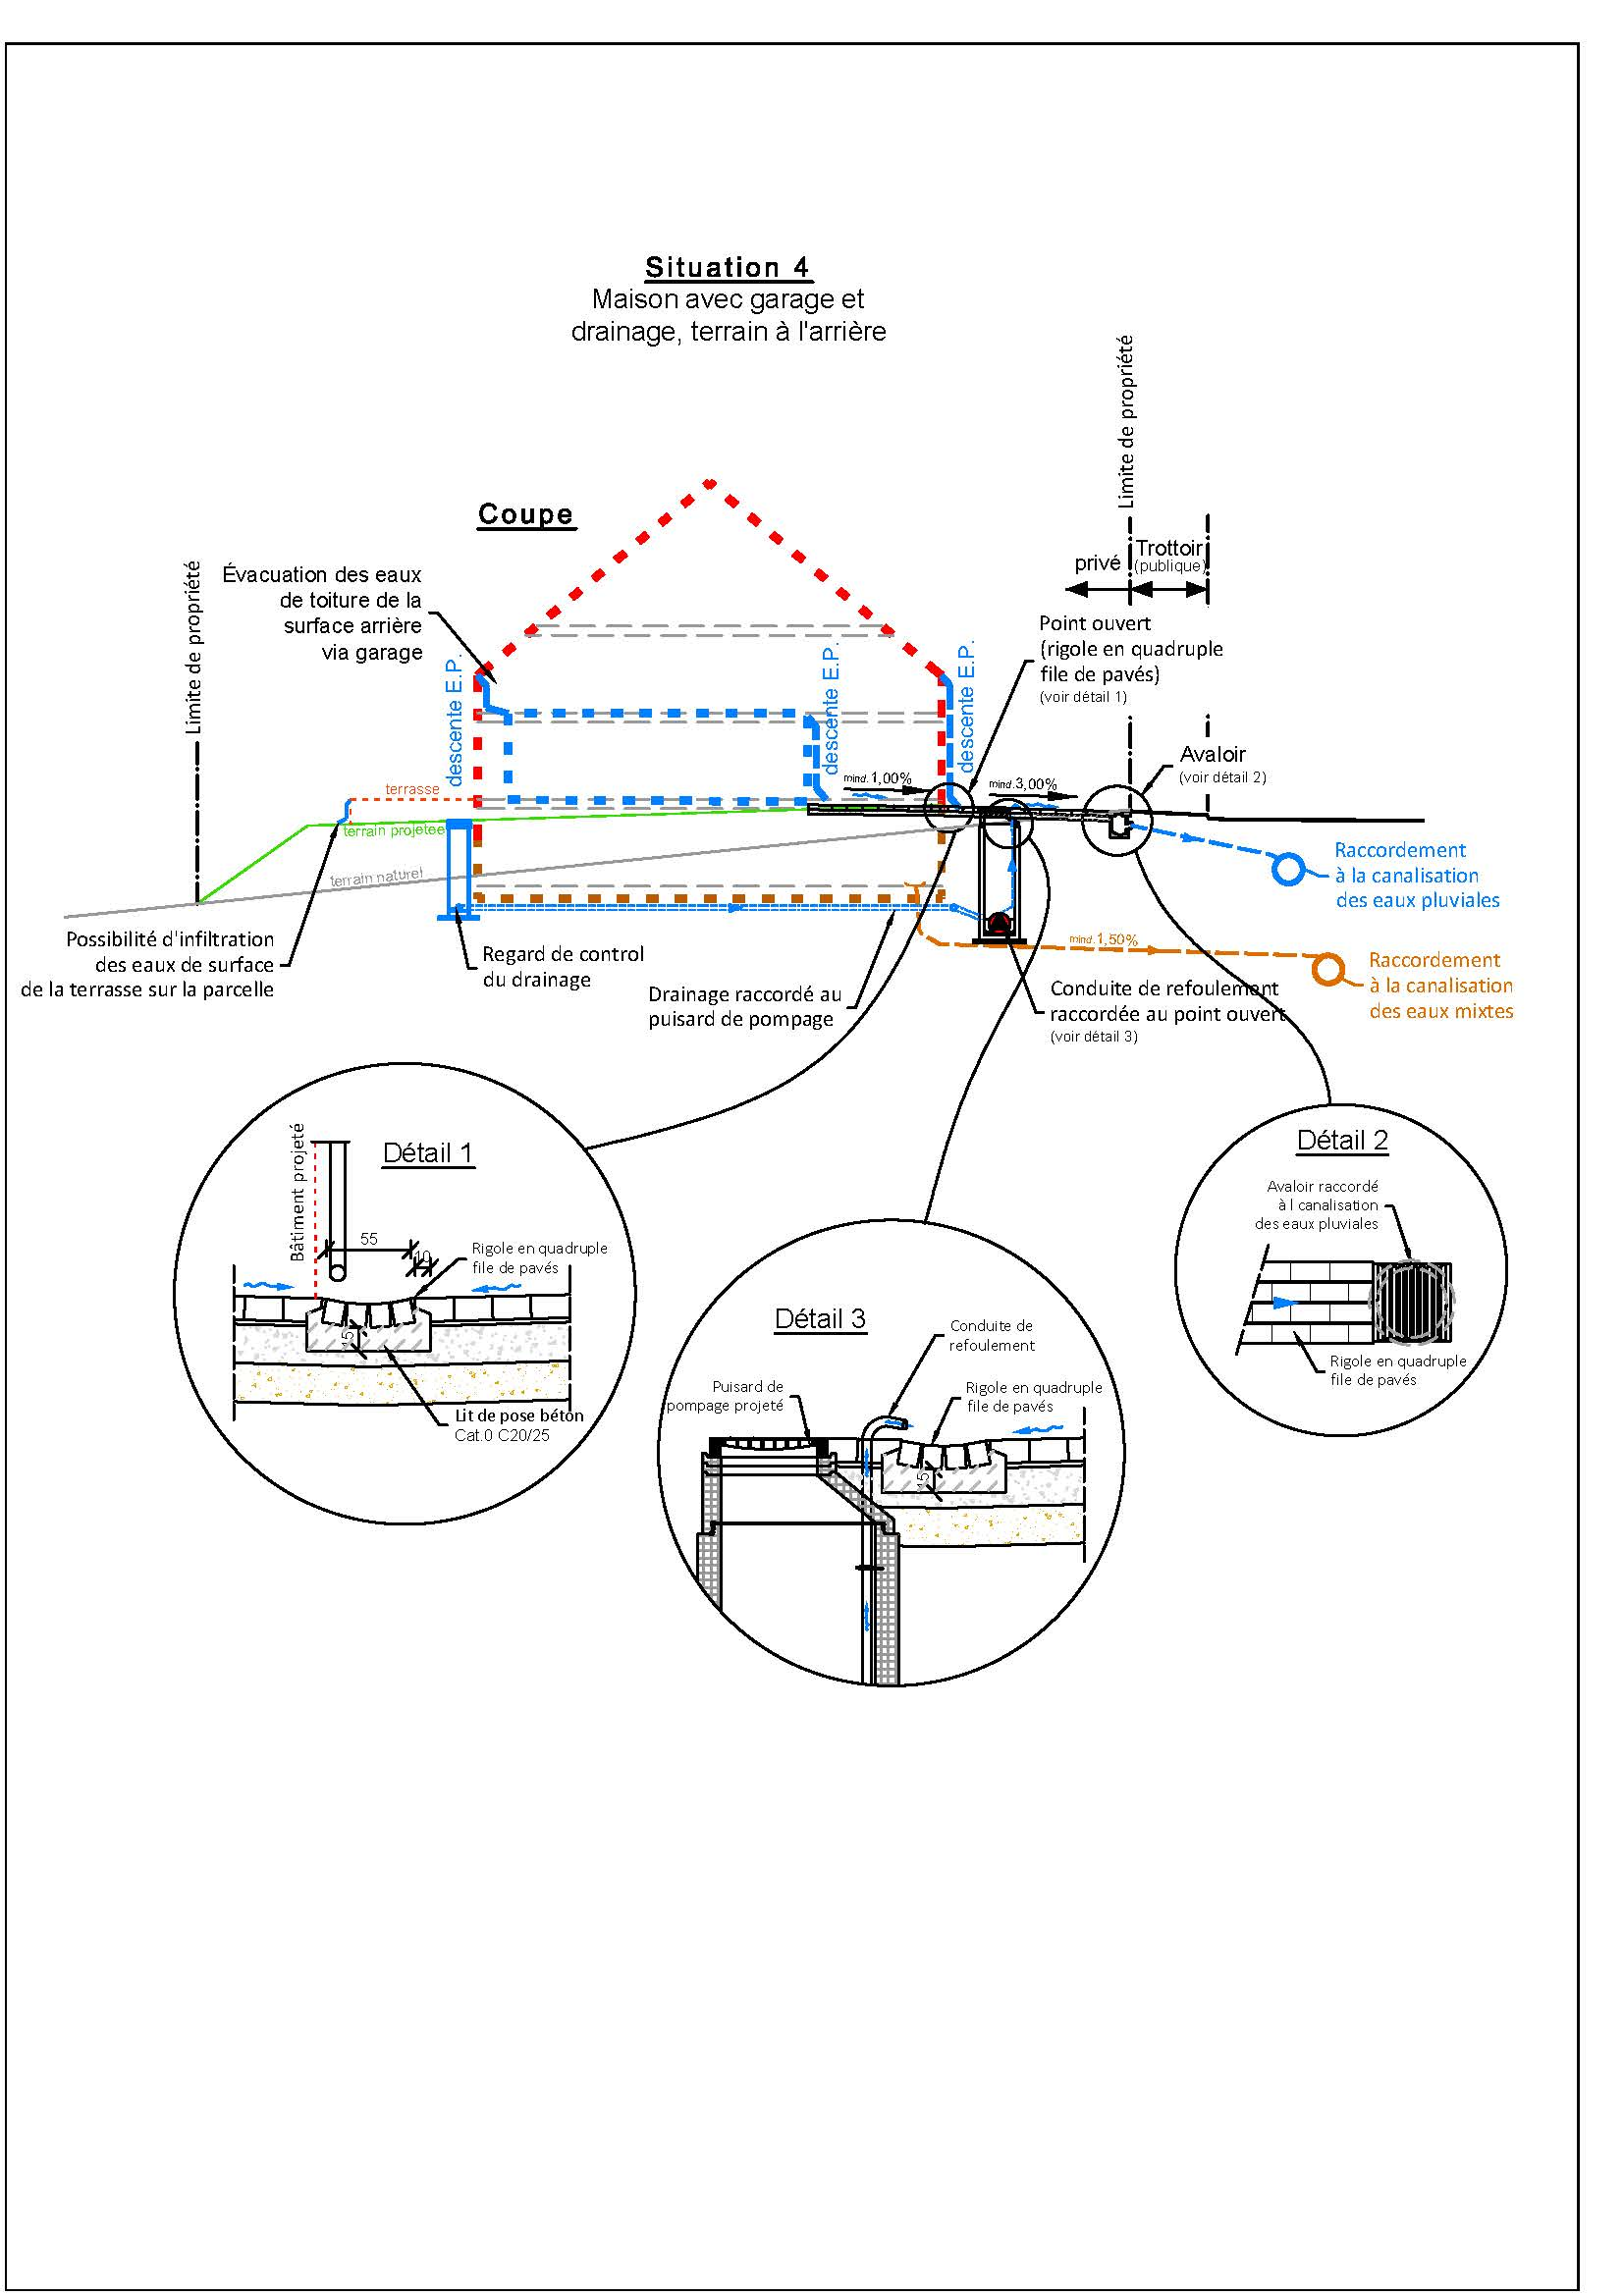 Situation 4
Maison avec garage et
drainage, terrain à l'arrière
Coupe
Limite de propriété
Limite de propriété
privé
Trottoir
(publique)
Évacuation des eaux
de toiture de la
surface arrière
via garage
descente E.P.
descente E.P.
descente E.P.
Point ouvert
(rigole en quadruple
file de pavés)
(voir détail 1)
Avaloir
(voir détail 2)
mind.1,00%
mind.3,00%
terrasse
terrain projetée
terrain naturel
Raccordement
à la canalisation
des eaux pluviales
mind.1,50%
Raccordement
à la canalisation
des eaux mixtes
Possibilité d'infiltration
des eaux de surface
de la terrasse sur la parcelle
Regard de control
du drainage
Drainage raccordé au
puisard de pompage
Conduite de refoulement
raccordée au point ouvert
(voir détail 3)
Détail 1
Bâtiment projeté
55
10
Rigole en quadruple
file de pavés
15
Lit de pose béton
Cat.0 C20/25
Détail 2
Avaloir raccordé
à l canalisation
des eaux pluviales
Rigole en quadruple
file de pavés
Détail 3
Conduite de
refoulement
Puisard de
pompage projeté
Rigole en quadruple
file de pavés
15